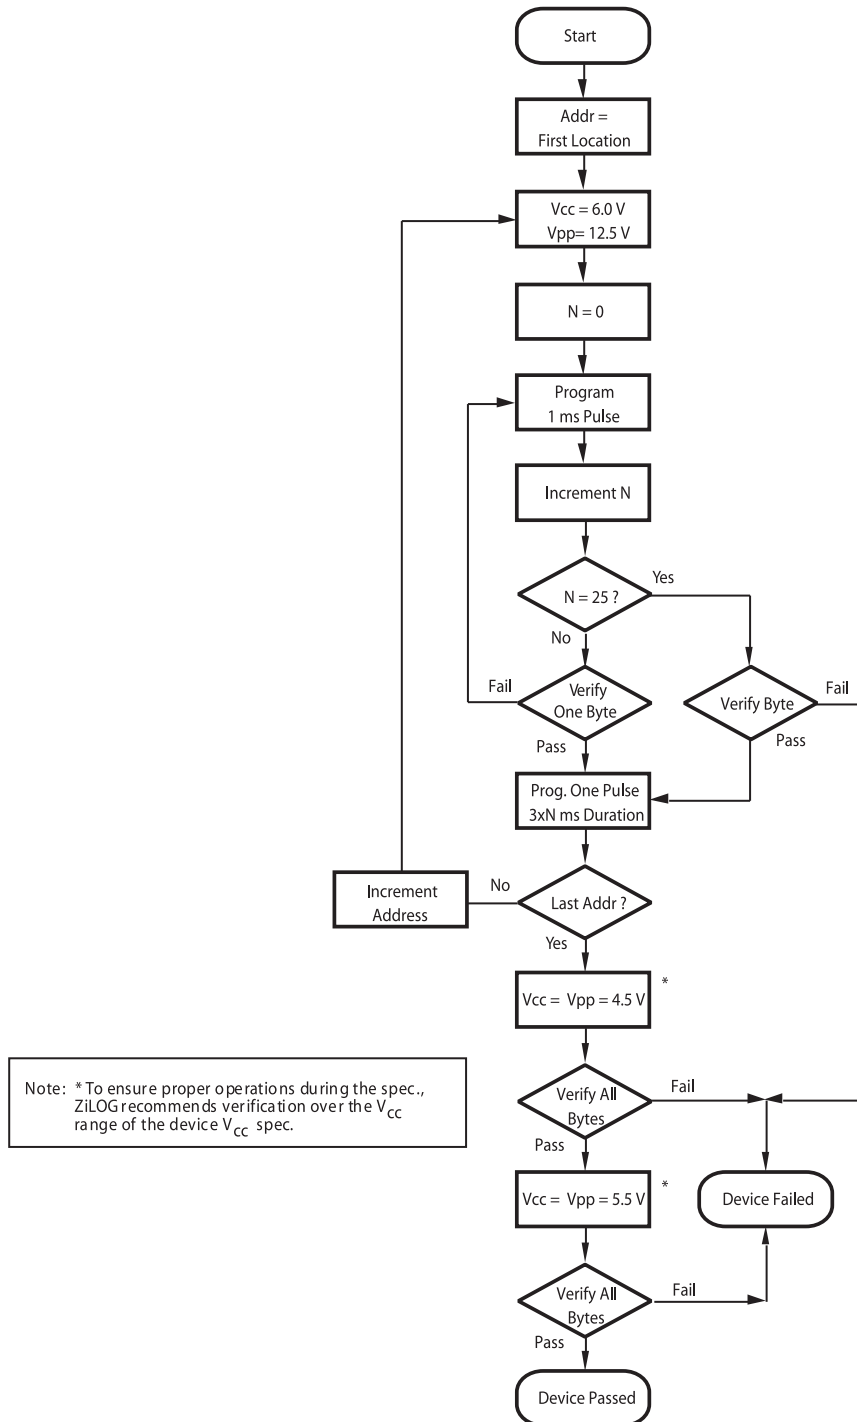 Start
Addr =
First Location
Vcc = 6.0 V
Vpp= 12.5 V
N = 0
Program
1 ms Pulse
Increment N
N = 25 ?
Yes
No
Verify
One Byte
Fail
Pass
Verify Byte
Fail
Pass
Prog. One Pulse
3xN ms Duration
Last Addr ?
No
Increment
Address
Yes
Vcc = Vpp = 4.5 V
*
Verify All
Bytes
Fail
Pass
Note: * To ensure proper operations during the spec.,
ZiLOG recommends verification over the VCC
range of the device VCC spec.
Vcc = Vpp = 5.5 V
*
Device Failed
Verify All
Bytes
Fail
Pass
Device Passed